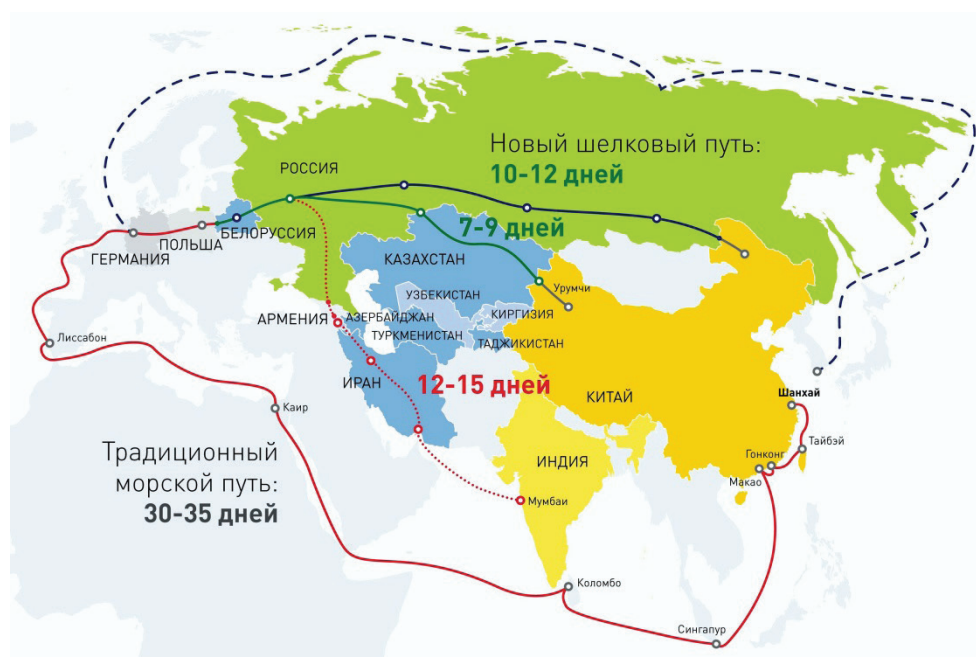 Новый шелковый путь:
10-12 дней
РОССИЯ
7-9 дней
БЕЛОРУССИЯ
ПОЛЬША
ГЕРМАНИЯ
КАЗАХСТАН
Урумчи
УЗБЕКИСТАН
АРМЕНИЯ
АЗЕРБАЙДЖАН
КИРГИЗИЯ
ТУРКМЕНИСТАН
ТАДЖИКИСТАН
Лиссабон
ИРАН
12-15 дней
КИТАЙ
Шанхай
Каир
Тайбэй
Традиционный
морской путь:
30-35 дней
ИНДИЯ
Гонконг
Макао
Мумбаи
Коломбо
Сингапур